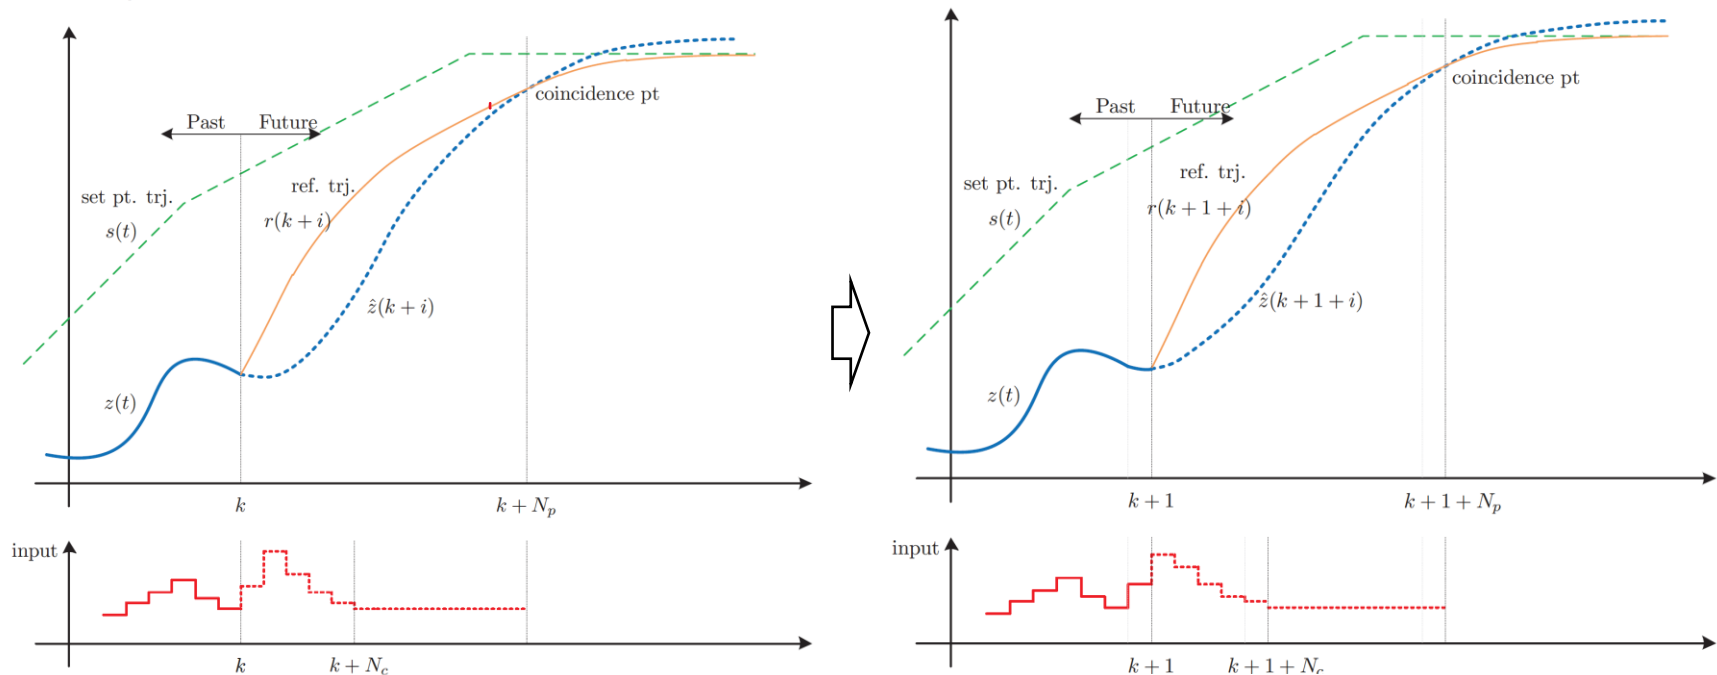 coincidence pt
Past Future
ref. trj.
set pt. trj.
r(k + i)
s(t)
ẑ(k + i)
z(t)
k
k + N_p
input
k
k + N_c
coincidence pt
Past Future
ref. trj.
set pt. trj.
r(k + 1 + i)
s(t)
ẑ(k + 1 + i)
z(t)
k + 1
k + 1 + N_p
input
k + 1
k + 1 + N_c